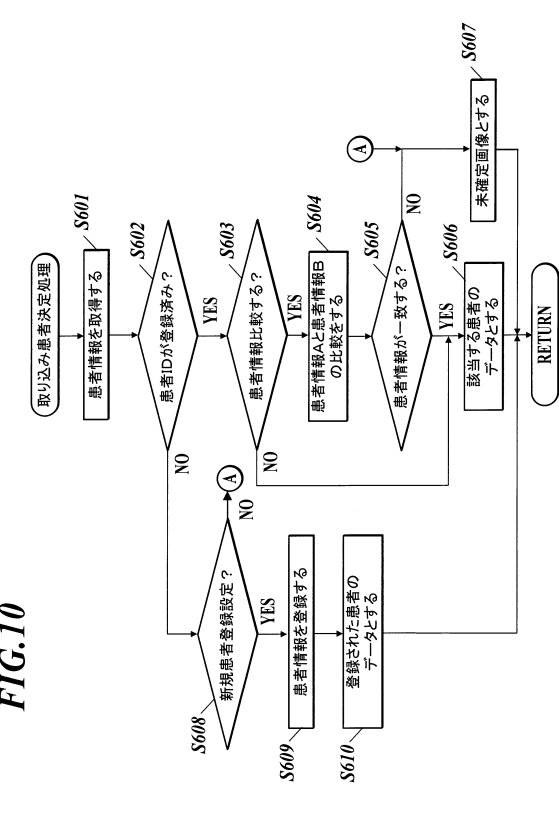 FIG.10
取り込み患者決定処理
S601
患者情報を取得する
S602
患者IDが登録済み？
YES
NO
S603
患者情報比較する？
YES
NO
S604
患者情報Aと患者情報B
の比較をする
S605
患者情報が一致する？
NO
YES
A
S606
該当する患者の
データとする
S607
未確定画像とする
S608
新規患者登録設定？
NO
A
YES
S609
患者情報を登録する
S610
登録された患者の
データとする
RETURN